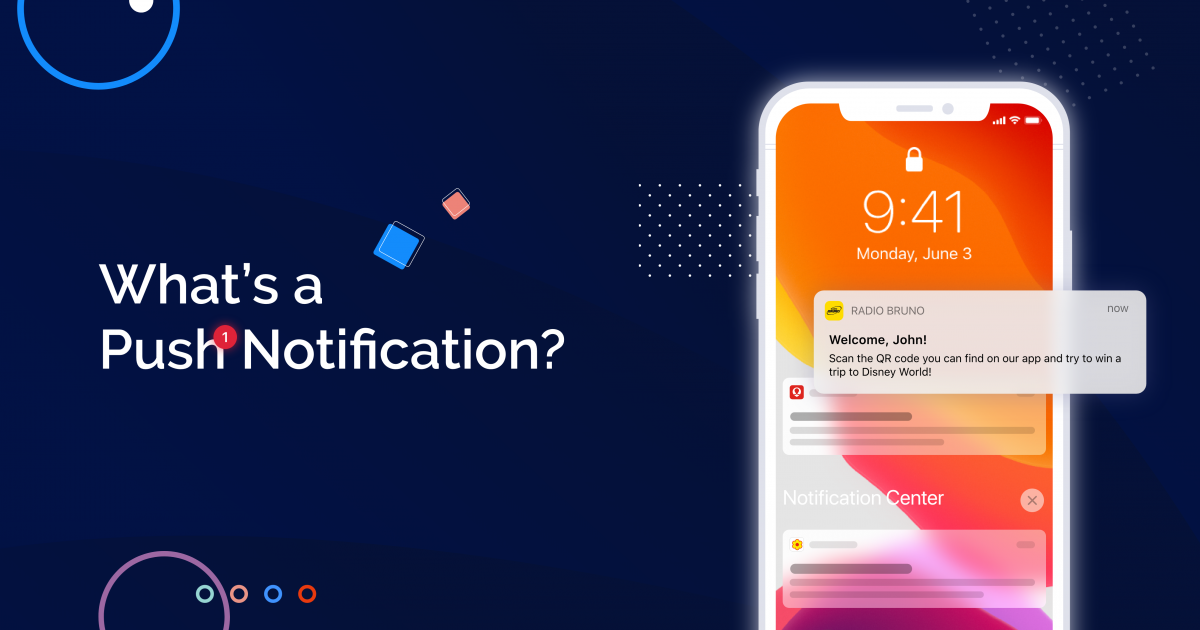 What's a
Push Notification?
1
9:41
Monday, June 3
RADIO BRUNO
now
Welcome, John!
Scan the QR code you can find on our app and try to win a
trip to Disney World!
Notification Center